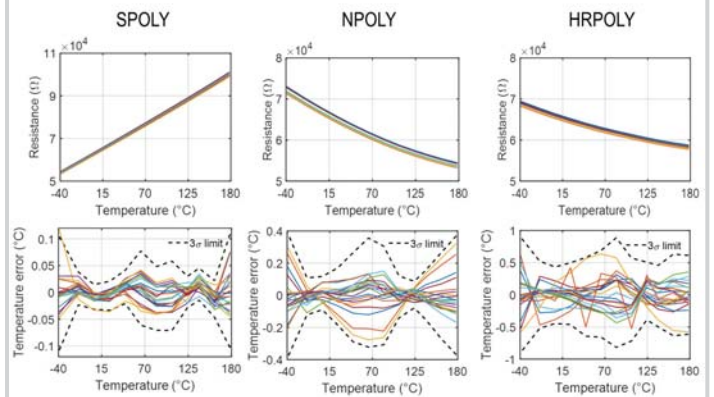 SPOLY NPOLY HRPOLY
×10⁴ ×10⁴ ×10⁴
Resistance (Ω) 11 9 7 5
Resistance (Ω) 8 7 6 5
Resistance (Ω) 8 7 6 5
-40 15 70 125 180 -40 15 70 125 180 -40 15 70 125 180
Temperature (°C) Temperature (°C) Temperature (°C)
Temperature error (°C) 0.1 0.05 0 -0.05 -0.1
3σ limit
Temperature error (°C) 0.4 0.2 0 -0.2 -0.4
3σ limit
Temperature error (°C) 1 0.5 0 -0.5 -1
3σ limit
-40 15 70 125 180 -40 15 70 125 180 -40 15 70 125 180
Temperature (°C) Temperature (°C) Temperature (°C)